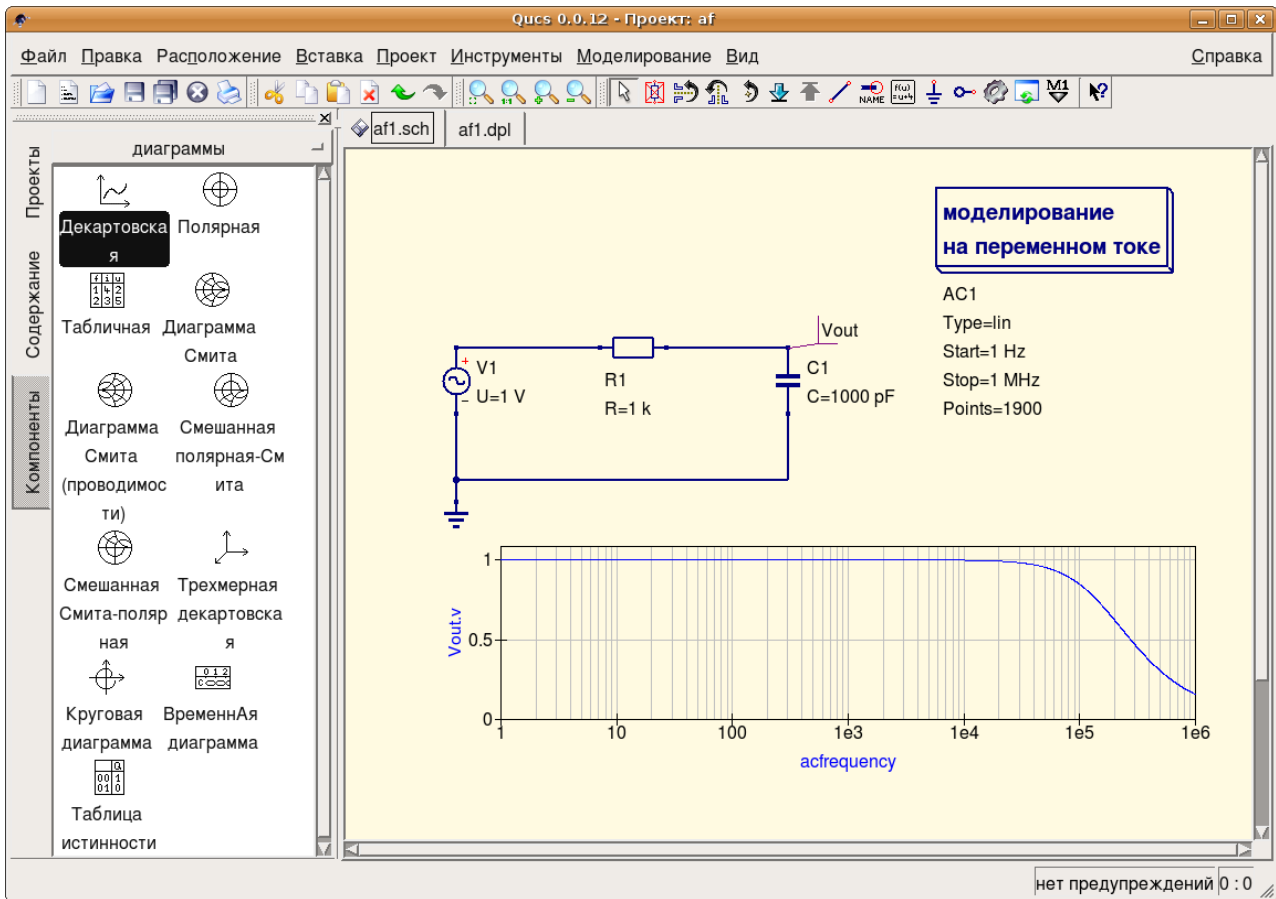 Qucs 0.0.12 - Проект: af
Файл Правка Расположение Вставка Проект Инструменты Моделирование Вид Справка
NAME
M1
Проекты
Содержание
Компоненты
диаграммы
Декартовска
я
Полярная
Табличная
Диаграмма
Смита
Диаграмма
Смита
(проводимос
ти)
Смешанная
полярная-См
ита
Смешанная
Смита-поляр
ная
Трехмерная
декартовска
я
Круговая
диаграмма
ВременнАя
диаграмма
Таблица
истинности
af1.sch
af1.dpl
моделирование
на переменном токе
AC1
Type=lin
Start=1 Hz
Stop=1 MHz
Points=1900
Vout
V1
U=1 V
R1
R=1 k
C1
C=1000 pF
Vout.v
1
0.5
0
1 10 100 1e3 1e4 1e5 1e6
acfrequency
нет предупреждений 0 : 0